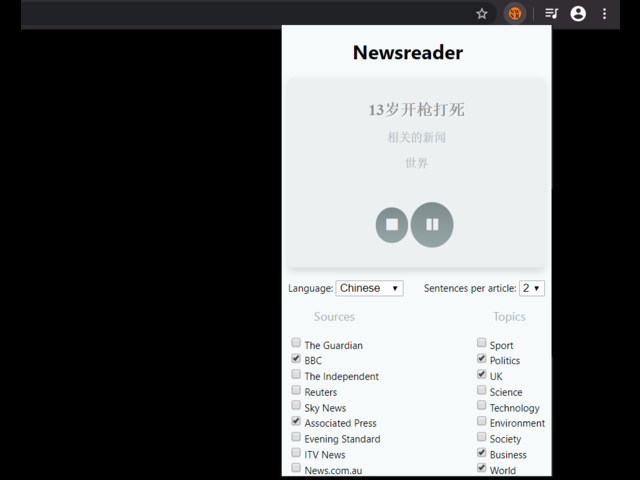 Newsreader
13岁开枪打死
相关的新闻
世界
Language: Chinese
Sentences per article: 2
Sources
Topics
The Guardian
BBC
The Independent
Reuters
Sky News
Associated Press
Evening Standard
ITV News
News.com.au
Sport
Politics
UK
Science
Technology
Environment
Society
Business
World